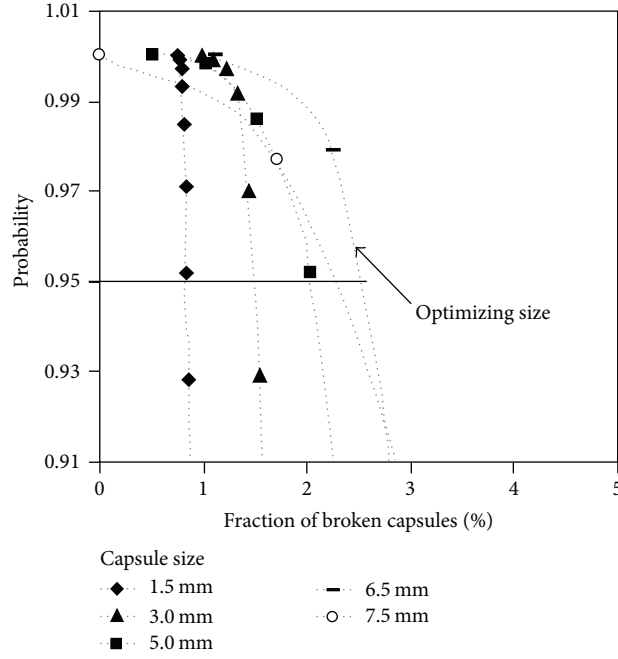 1.01
0.99
0.97
0.95
0.93
0.91
Probability
Optimizing size
0 1 2 3 4 5
Fraction of broken capsules (%)
Capsule size
1.5 mm
3.0 mm
5.0 mm
6.5 mm
7.5 mm